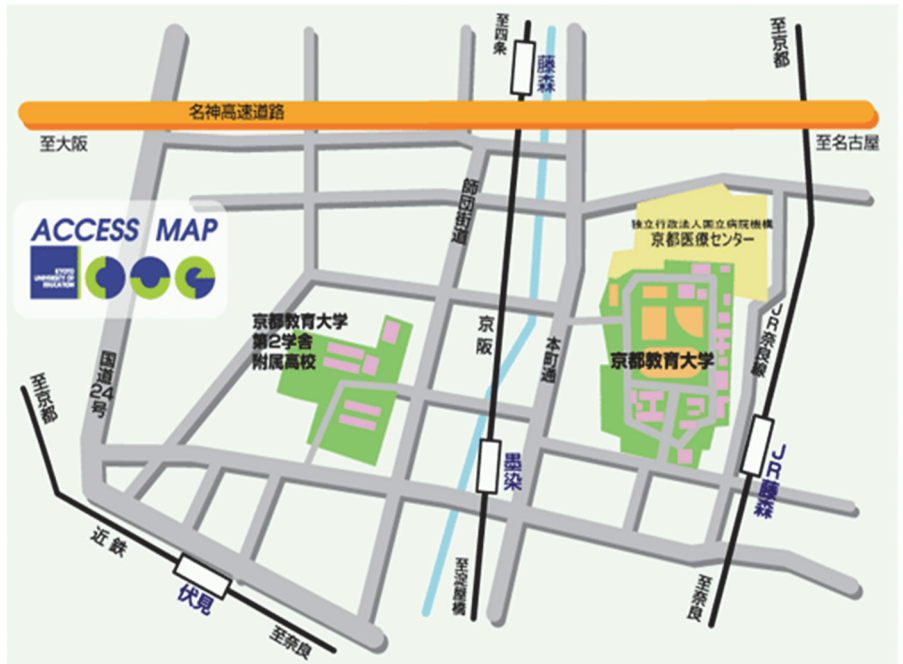 至四条
藤森
至京都
名神高速道路
至大阪
至名古屋
師団街道
ACCESS MAP
KYOTO
UNIVERSITY OF
EDUCATION
独立行政法人国立病院機構
京都医療センター
京都教育大学
第2学舎
附属高校
京阪
本町通
京都教育大学
JR奈良線
国道24号
至京都
墨染
JR藤森
近鉄
伏見
至奈良
至淀屋橋
至奈良